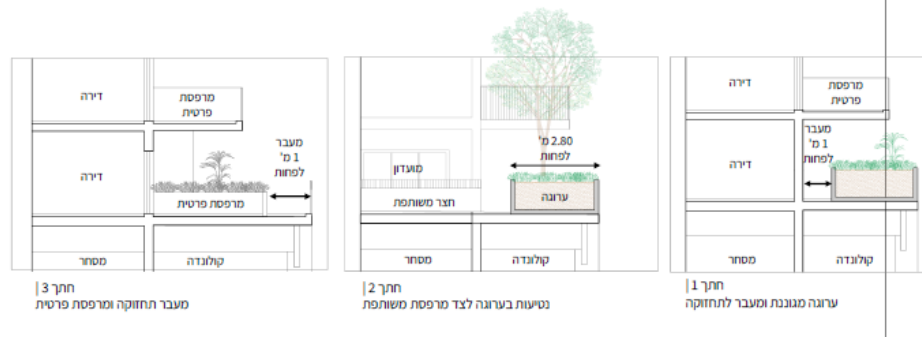 דירה
מרפסת
פרטית
מעבר
1 מ'
לפחות
דירה
ערוגה מגוננת ומעבר לתחזוקה
חתך 1 |
מסחר
קולונדה
2.80 מ'
לפחות
מועדון
חצר משותפת
ערוגה
מסחר
קולונדה
חתך 2 |
נטיעות בערוגה לצד מרפסת משותפת
דירה
מרפסת
פרטית
מעבר
1 מ'
לפחות
דירה
מרפסת פרטית
מסחר
קולונדה
חתך 3 |
מעבר תחזוקה ומרפסת פרטית